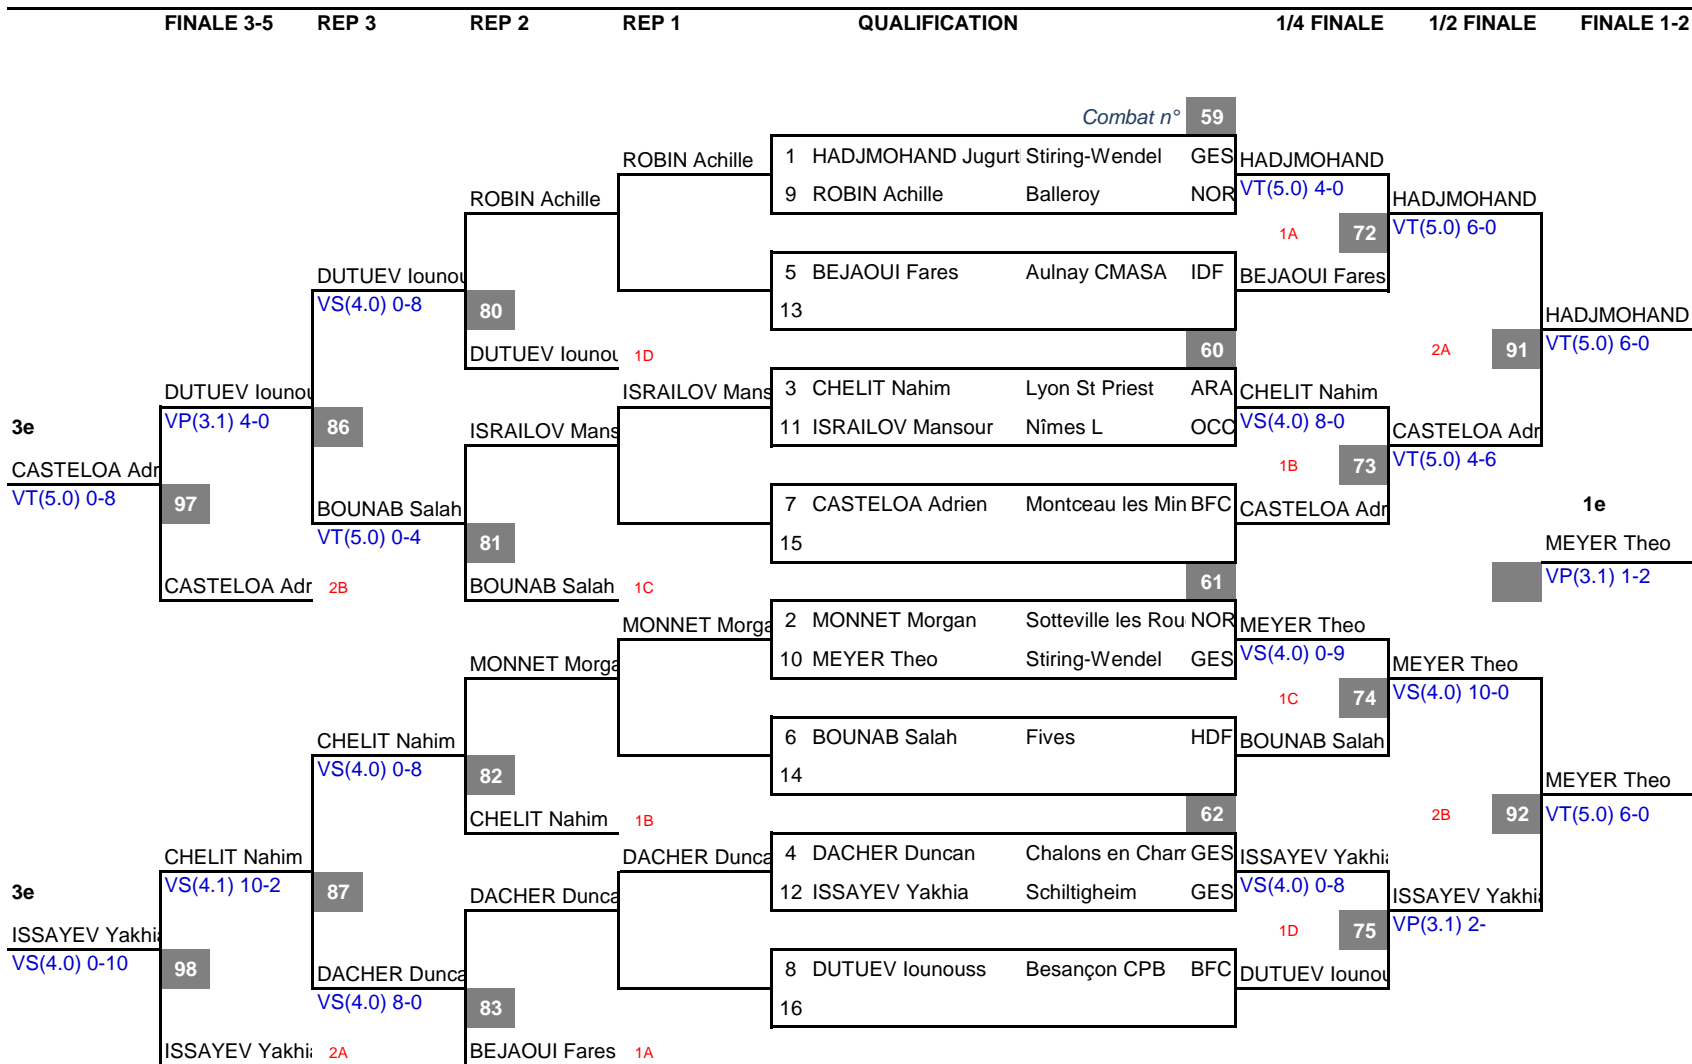 FINALE 3-5 REP 3 REP 2 REP 1 QUALIFICATION 1/4 FINALE 1/2 FINALE FINALE 1-2
Combat n° 59
ROBIN Achille 1 HADJMOHAND Jugurt Stiring-Wendel GES HADJMOHAND
ROBIN Achille 9 ROBIN Achille Balleroy NOR VT(5.0) 4-0 HADJMOHAND
1A 72 VT(5.0) 6-0
DUTUEV Iounou 5 BEJAOUI Fares Aulnay CMASA IDF BEJAOUI Fares
VS(4.0) 0-8 80 13 HADJMOHAND
DUTUEV Iounou 1D 60 2A 91 VT(5.0) 6-0
DUTUEV Iounou ISRAILOV Mans 3 CHELIT Nahim Lyon St Priest ARA CHELIT Nahim
3e VP(3.1) 4-0 86 ISRAILOV Mans 11 ISRAILOV Mansour Nîmes L OCC VS(4.0) 8-0 CASTELOA Adr
CASTELOA Adr 1B 73 VT(5.0) 4-6
VT(5.0) 0-8 97 BOUNAB Salah 7 CASTELOA Adrien Montceau les Min BFC CASTELOA Adr 1e
VT(5.0) 0-4 81 15 MEYER Theo
CASTELOA Adr 2B BOUNAB Salah 1C 61 VP(3.1) 1-2
MONNET Morga 2 MONNET Morgan Sotteville les Rou NOR MEYER Theo
MONNET Morga 10 MEYER Theo Stiring-Wendel GES VS(4.0) 0-9 MEYER Theo
1C 74 VS(4.0) 10-0
CHELIT Nahim 6 BOUNAB Salah Fives HDF BOUNAB Salah
VS(4.0) 0-8 82 14 MEYER Theo
CHELIT Nahim 1B 62 2B 92 VT(5.0) 6-0
CHELIT Nahim DACHER Dunca 4 DACHER Duncan Chalons en Cham GES ISSAYEV Yakhia
3e VS(4.1) 10-2 87 DACHER Dunca 12 ISSAYEV Yakhia Schiltigheim GES VS(4.0) 0-8 ISSAYEV Yakhia
ISSAYEV Yakhia 1D 75 VP(3.1) 2-
VS(4.0) 0-10 98 DACHER Dunca 8 DUTUEV Iounouss Besançon CPB BFC DUTUEV Iounou
VS(4.0) 8-0 83 16
ISSAYEV Yakhia 2A BEJAOUI Fares 1A